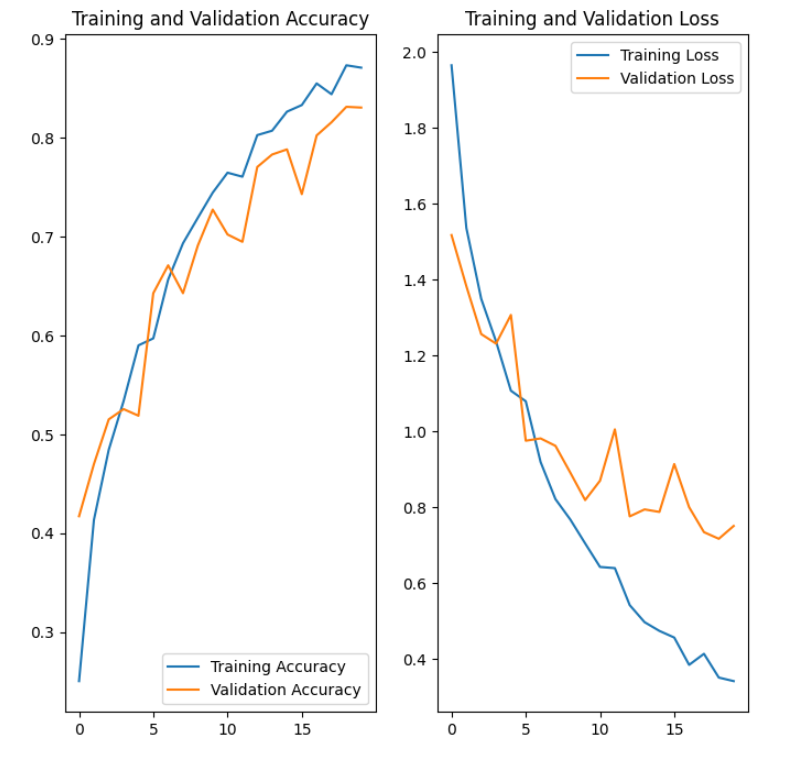 Training and Validation Accuracy
0.9
0.8
0.7
0.6
0.5
0.4
0.3
0 5 10 15
Training Accuracy
Validation Accuracy
Training and Validation Loss
2.0
1.8
1.6
1.4
1.2
1.0
0.8
0.6
0.4
0 5 10 15
Training Loss
Validation Loss